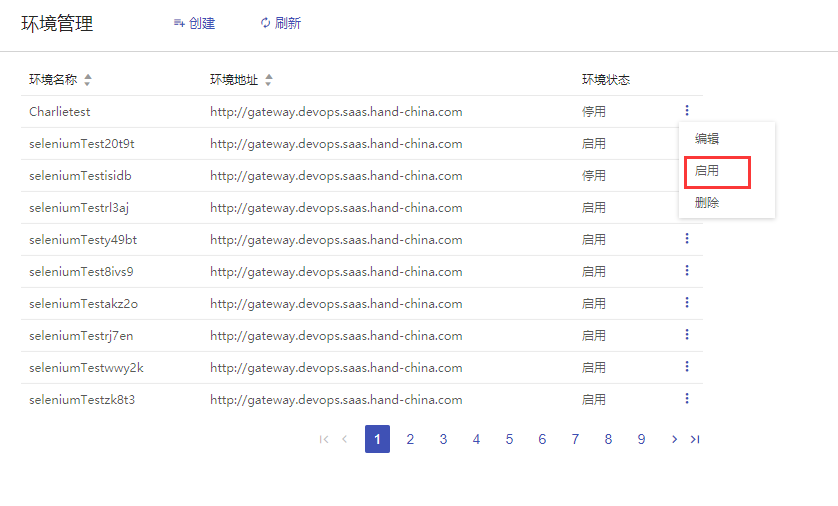 环境管理 创建 刷新
环境名称 环境地址 环境状态
Charlietest http://gateway.devops.saas.hand-china.com 停用
编辑
seleniumTest20t9t http://gateway.devops.saas.hand-china.com 启用
启用
seleniumTestisidb http://gateway.devops.saas.hand-china.com 停用
删除
seleniumTestrl3aj http://gateway.devops.saas.hand-china.com 启用
seleniumTesty49bt http://gateway.devops.saas.hand-china.com 启用
seleniumTest8ivs9 http://gateway.devops.saas.hand-china.com 启用
seleniumTestakz2o http://gateway.devops.saas.hand-china.com 启用
seleniumTestrj7en http://gateway.devops.saas.hand-china.com 启用
seleniumTestwwy2k http://gateway.devops.saas.hand-china.com 启用
seleniumTestzk8t3 http://gateway.devops.saas.hand-china.com 启用
1 2 3 4 5 6 7 8 9